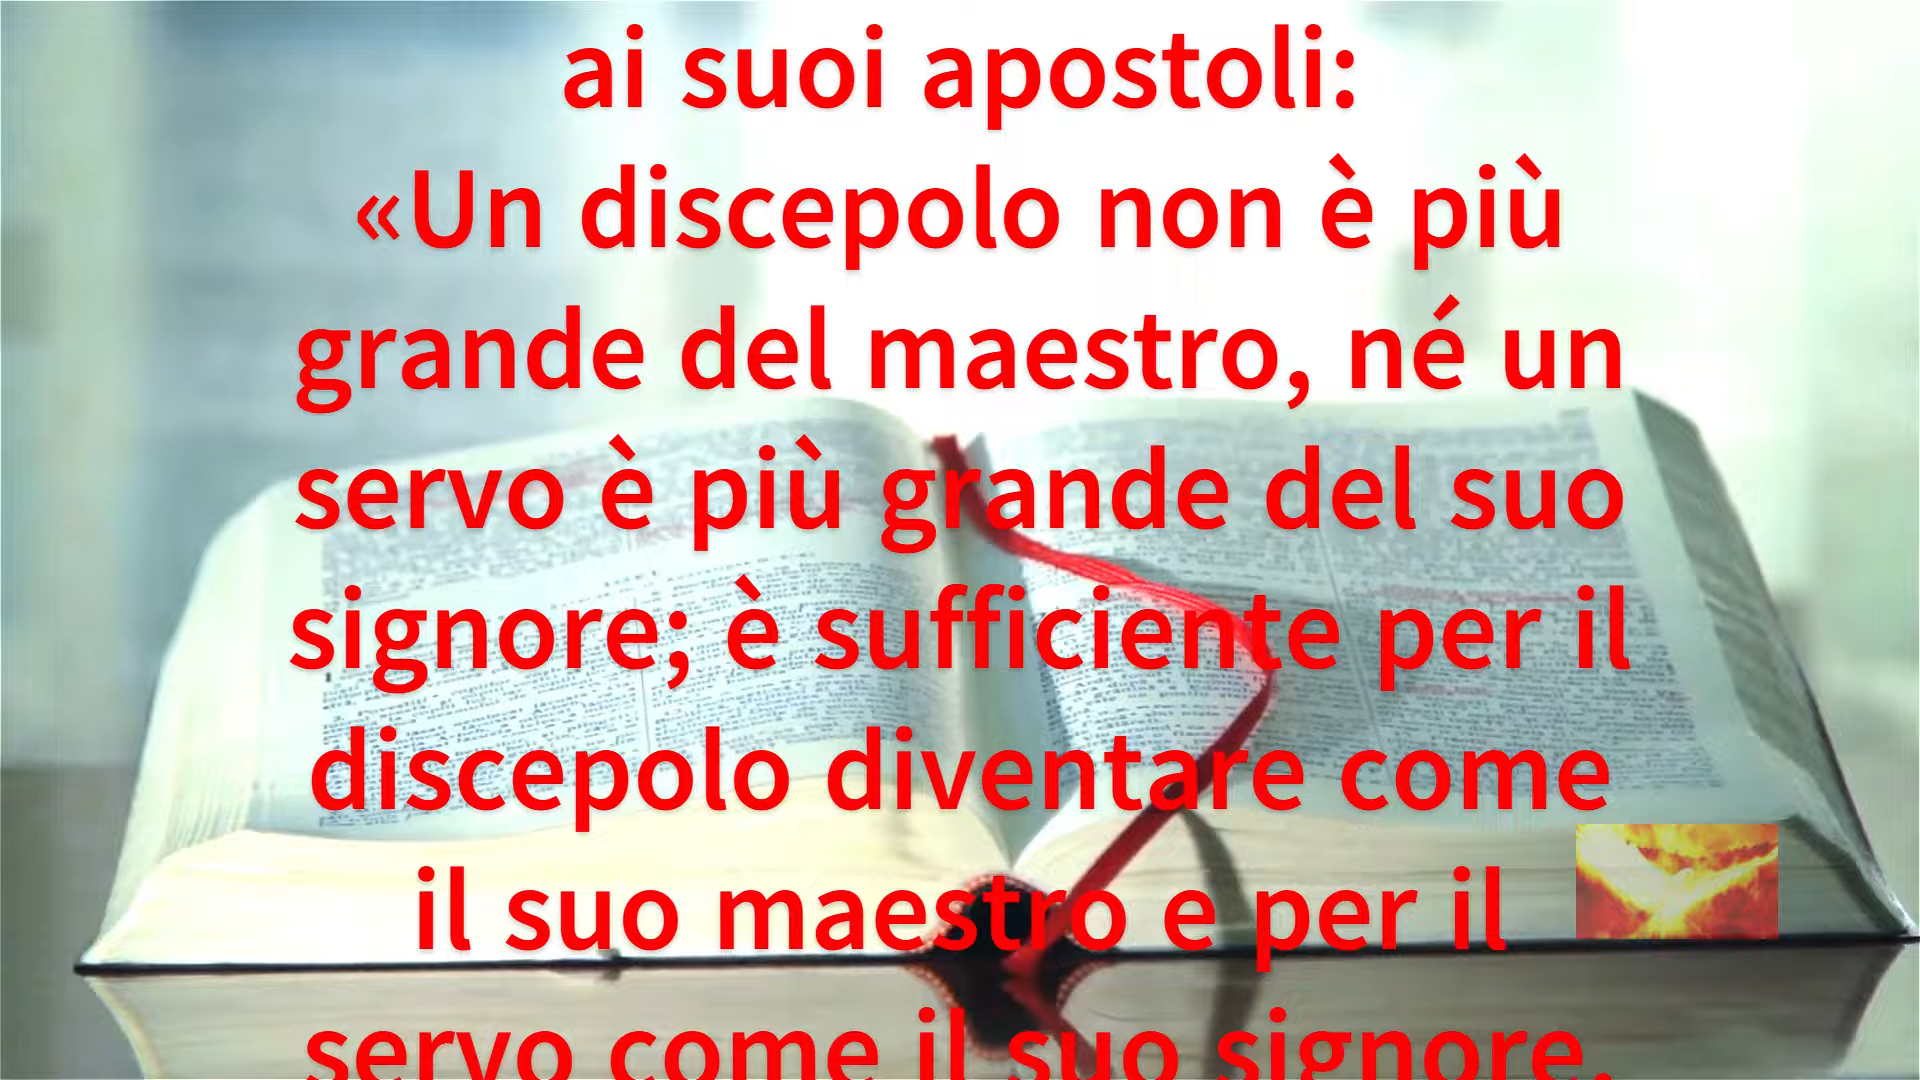 ai suoi apostoli:
«Un discepolo non è più
grande del maestro, né un
servo è più grande del suo
signore; è sufficiente per il
discepolo diventare come
il suo maestro e per il
servo come il suo signore.